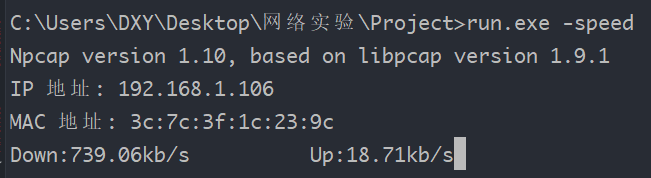 C:\Users\DXY\Desktop\网络实验\Project>run.exe -speed
Npcap version 1.10, based on libpcap version 1.9.1
IP 地址: 192.168.1.106
MAC 地址: 3c:7c:3f:1c:23:9c
Down:739.06kb/s          Up:18.71kb/s